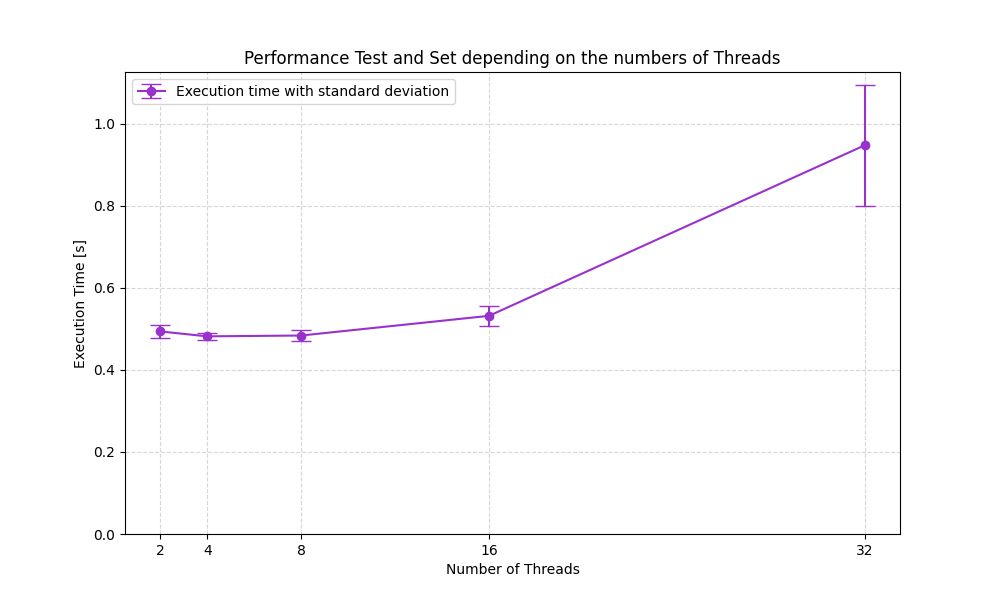 Performance Test and Set depending on the numbers of Threads
Execution time with standard deviation
Execution Time [s]
1.0
0.8
0.6
0.4
0.2
0.0
2 4 8 16 32
Number of Threads